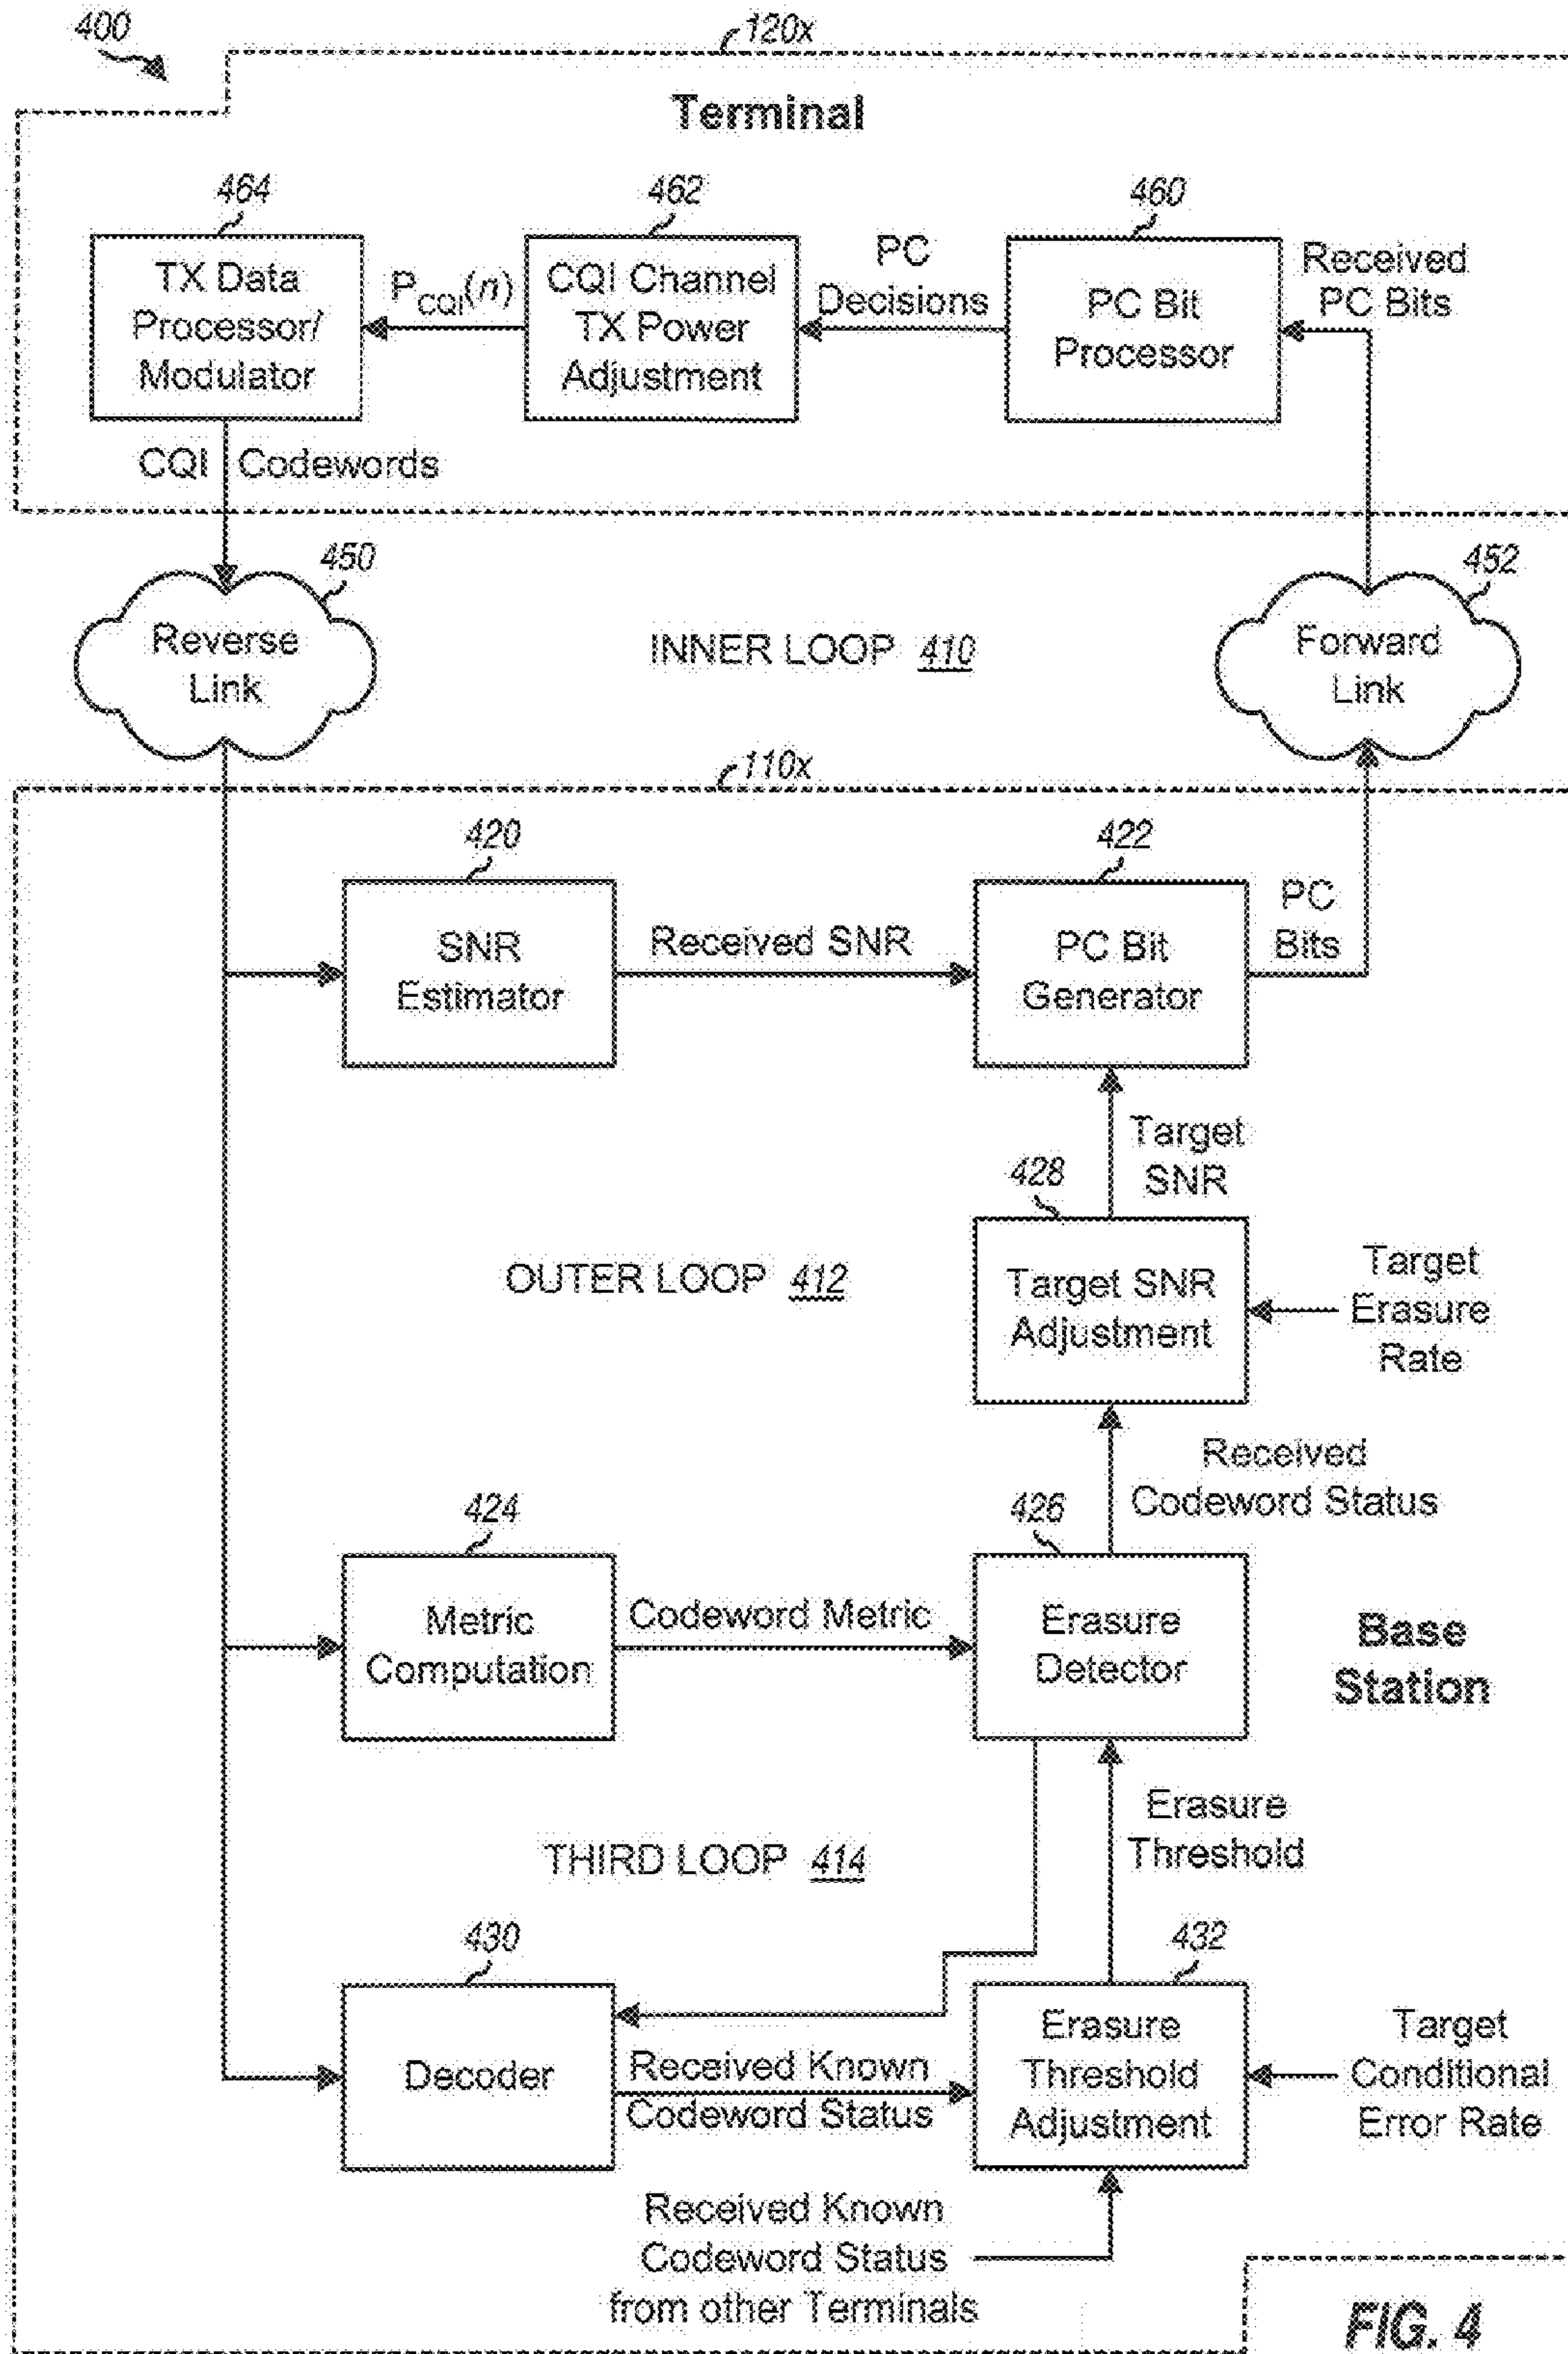 400
120x
Terminal
464
462
460
TX Data
Processor/
Modulator
P_CQI(n)
CQI Channel
TX Power
Adjustment
PC
Decisions
PC Bit
Processor
Received
PC Bits
CQI Codewords
450
452
Reverse
Link
INNER LOOP 410
Forward
Link
110x
420
422
SNR
Estimator
Received SNR
PC Bit
Generator
PC
Bits
Target
SNR
428
OUTER LOOP 412
Target SNR
Adjustment
Target
Erasure
Rate
Received
Codeword Status
424
426
Metric
Computation
Codeword Metric
Erasure
Detector
Base
Station
Erasure
Threshold
THIRD LOOP 414
430
432
Decoder
Received Known
Codeword Status
Erasure
Threshold
Adjustment
Target
Conditional
Error Rate
Received Known
Codeword Status
from other Terminals
FIG. 4